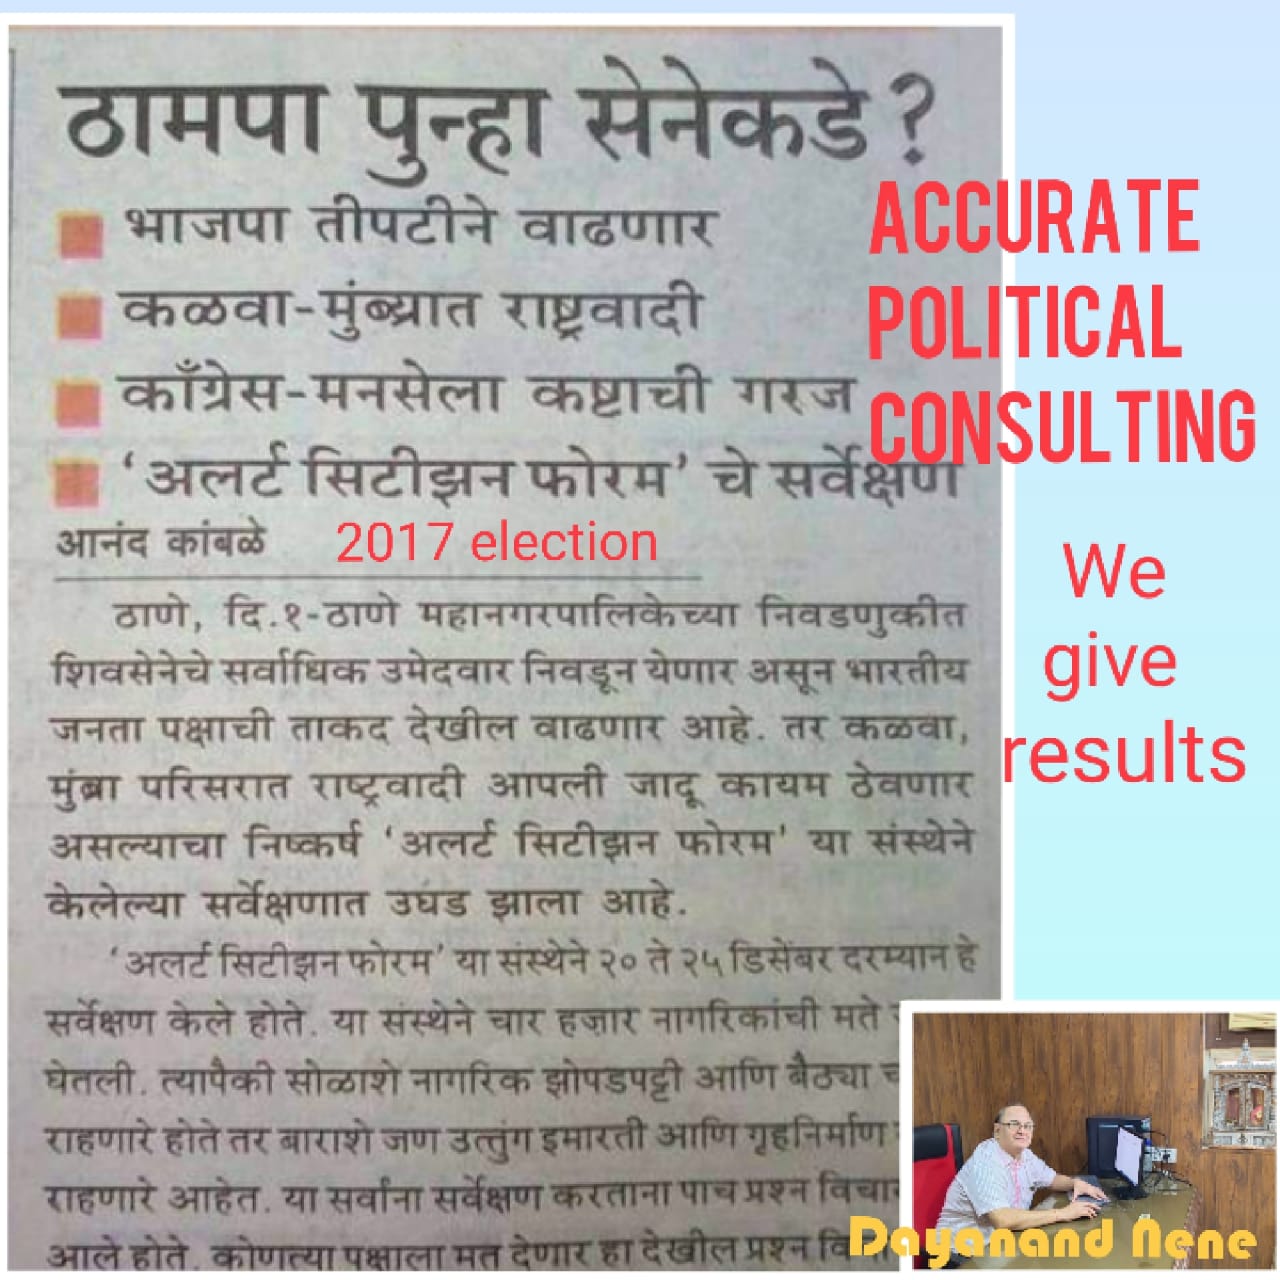 ठामपा पुन्हा सेनेकडे?
भाजपा तीपटीने वाढणार
कळवा-मुंब्र्यात राष्ट्रवादी
काँग्रेस-मनसेला कष्टाची गरज
'अलर्ट सिटीझन फोरम' चे सर्वेक्षण
आनंद कांबळे
2017 election
ठाणे, दि.१-ठाणे महानगरपालिकेच्या निवडणुकीत
शिवसेनेचे सर्वाधिक उमेदवार निवडून येणार असून भारतीय
जनता पक्षाची ताकद देखील वाढणार आहे. तर कळवा,
मुंब्रा परिसरात राष्ट्रवादी आपली जादू कायम ठेवणार
असल्याचा निष्कर्ष 'अलर्ट सिटीझन फोरम' या संस्थेने
केलेल्या सर्वेक्षणात उघड झाला आहे.
'अलर्ट सिटीझन फोरम' या संस्थेने २० ते २५ डिसेंबर दरम्यान हे
सर्वेक्षण केले होते. या संस्थेने चार हजार नागरिकांची मते
घेतली. त्यापैकी सोळाशे नागरिक झोपडपट्टी आणि बैठ्या
राहणारे होते तर बाराशे जण उत्तुंग इमारती आणि गृहनिर्माण
राहणारे आहेत. या सर्वांना सर्वेक्षण करताना पाच प्रश्न
आले होते. कोणत्या पक्षाला मत देणार हा देखील प्रश्न
ACCURATE
POLITICAL
CONSULTING
We
give
results
Dayanand Nene